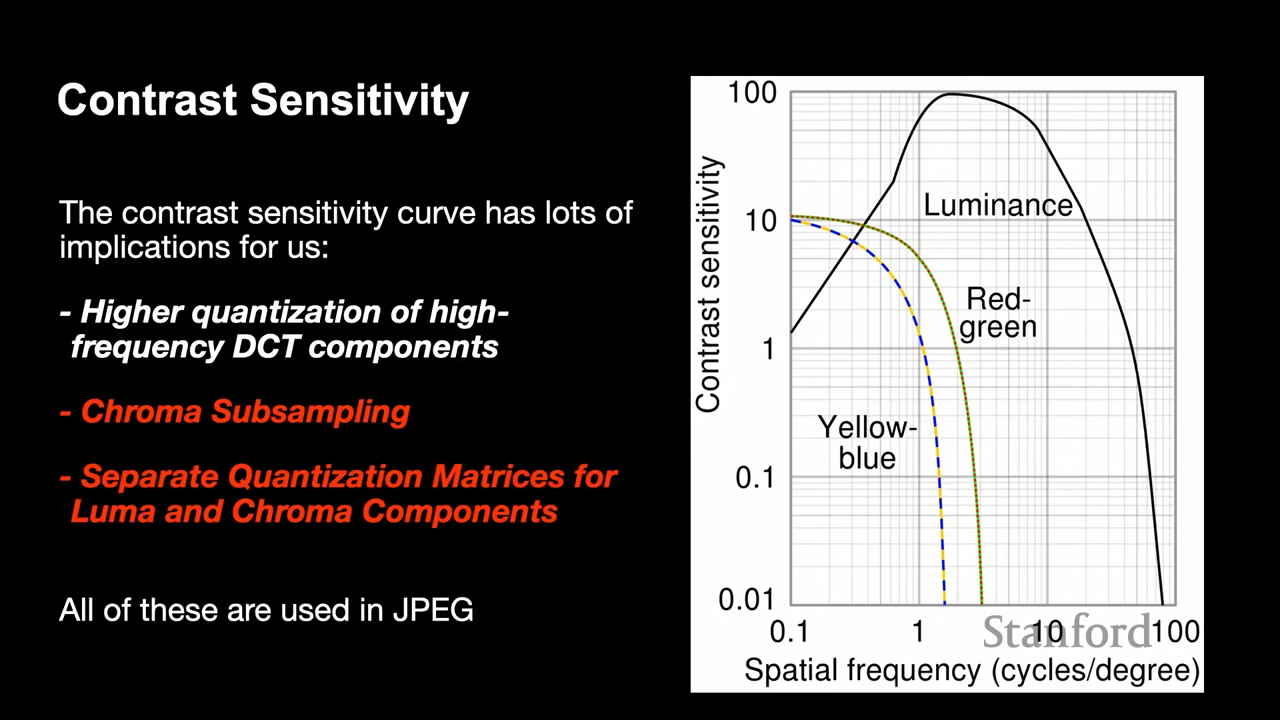 Contrast Sensitivity
The contrast sensitivity curve has lots of
implications for us:
- Higher quantization of high-
frequency DCT components
- Chroma Subsampling
- Separate Quantization Matrices for
Luma and Chroma Components
All of these are used in JPEG
100
10
1
0.1
0.01
Contrast sensitivity
Luminance
Red-
green
Yellow-
blue
0.1 1 10 100
Stanford
Spatial frequency (cycles/degree)